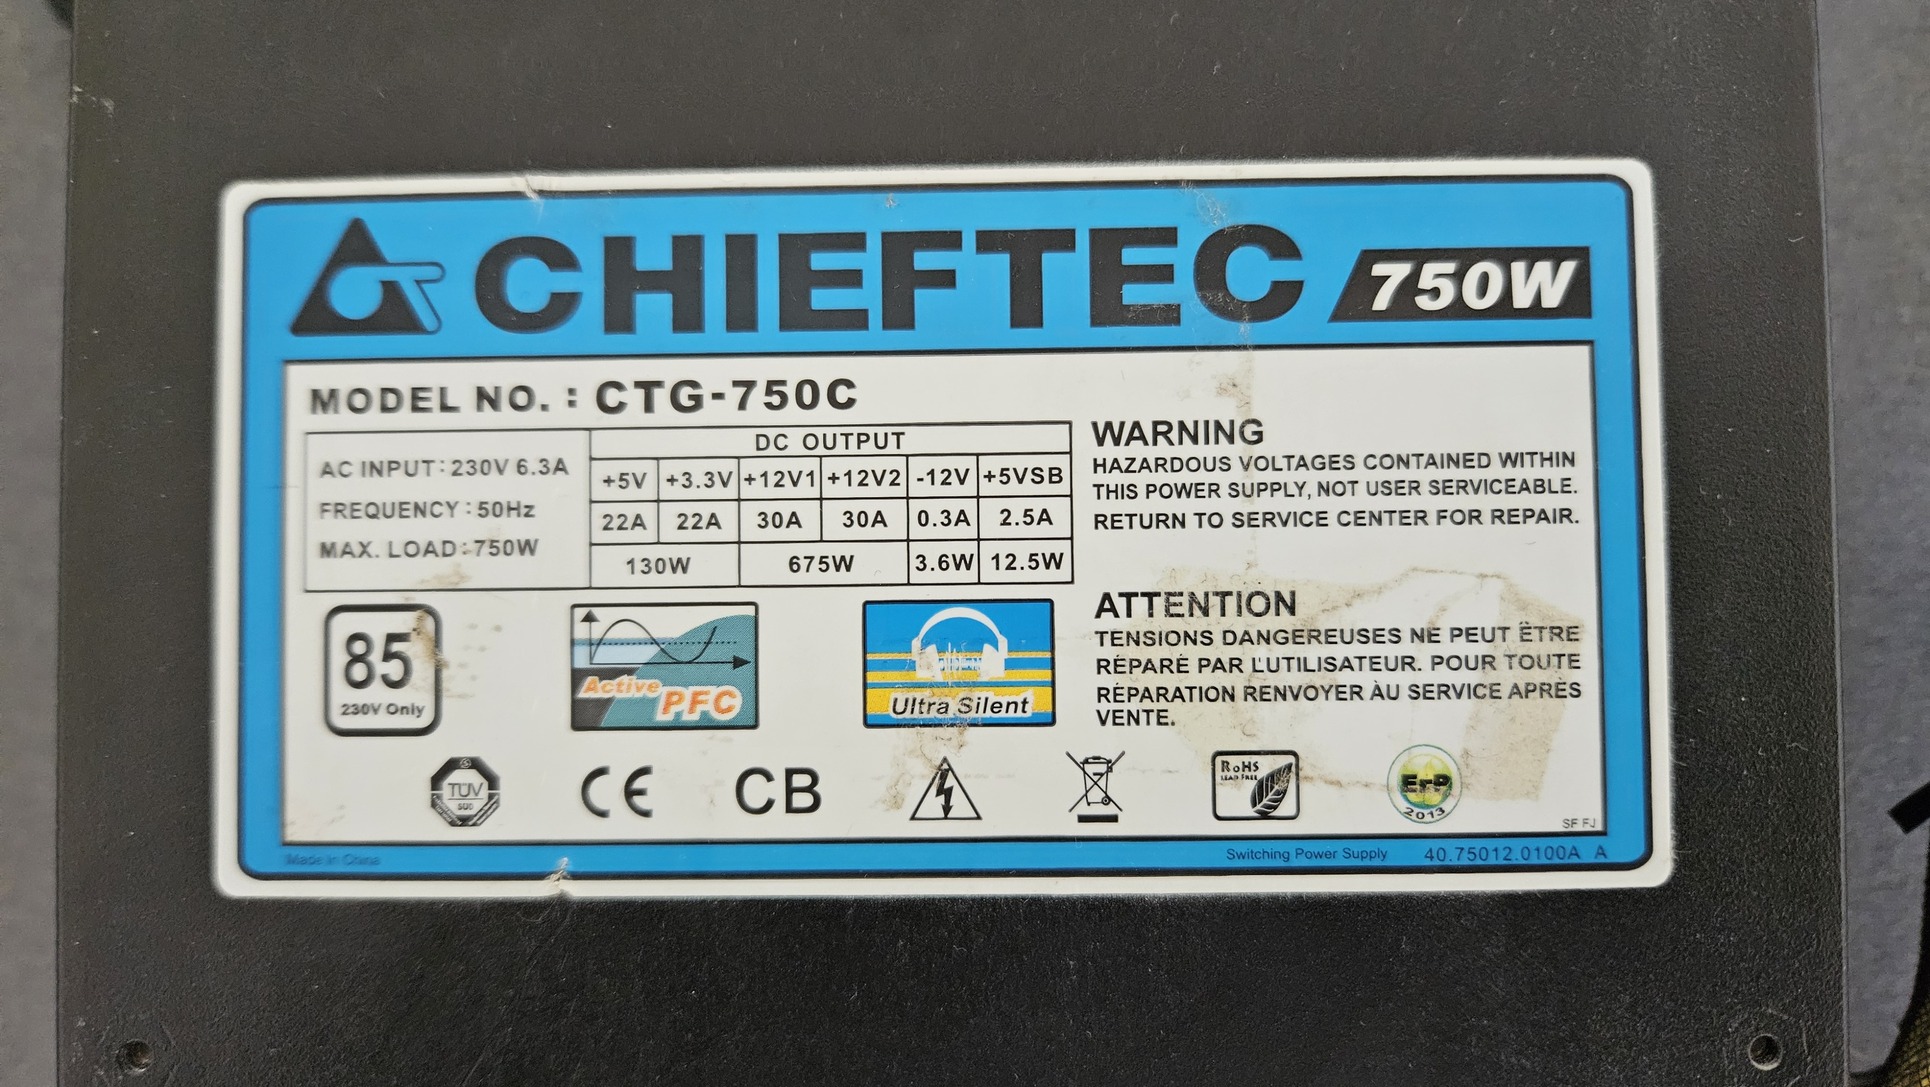 CHIEFTEC 750W
MODEL NO. : CTG-750C
AC INPUT : 230V 6.3A
FREQUENCY : 50Hz
MAX. LOAD : 750W
DC OUTPUT
+5V +3.3V +12V1 +12V2 -12V +5VSB
22A 22A 30A 30A 0.3A 2.5A
130W 675W 3.6W 12.5W
WARNING
HAZARDOUS VOLTAGES CONTAINED WITHIN
THIS POWER SUPPLY, NOT USER SERVICEABLE.
RETURN TO SERVICE CENTER FOR REPAIR.
ATTENTION
TENSIONS DANGEREUSES NE PEUT ÊTRE
RÉPARÉ PAR L'UTILISATEUR. POUR TOUTE
RÉPARATION RENVOYER ÀU SERVICE APRÈS
VENTE.
85
230V Only
Active
PFC
Ultra Silent
TÜV
SÜD
CE
CB
RoHS
LEAD FREE
ErP
2013
SF FJ
Made in China
Switching Power Supply 40.75012.0100A A